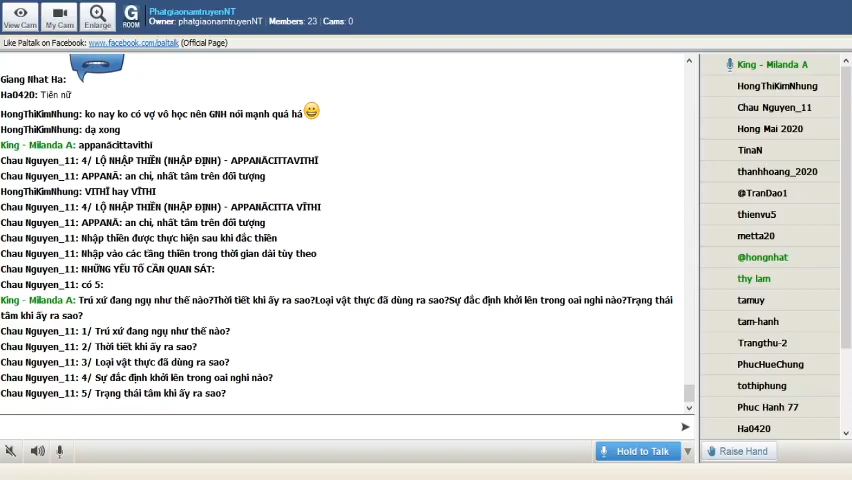 View Cam
My Cam
Enlarge
G
ROOM
PhatgiaonamtruyenNT
Owner: phatgiaonamtruyenNT | Members: 23 | Cams: 0
Like Paltalk on Facebook: www.facebook.com/paltalk (Official Page)
Giang Nhat Ha:
Ha0420: Tiên nữ
HongThiKimNhung: ko nay ko có vợ vô học nên GNH nói mạnh quá há
HongThiKimNhung: dạ xong
King - Milanda A: appanācittavithī
Chau Nguyen_11: 4/ LỘ NHẬP THIỀN (NHẬP ĐỊNH) - APPANĀCITTAVITHĪ
Chau Nguyen_11: APPANĀ: an chỉ, nhất tâm trên đối tượng
HongThiKimNhung: VITHĪ hay VĪTHI
Chau Nguyen_11: 4/ LỘ NHẬP THIỀN (NHẬP ĐỊNH) - APPANĀCITTA VĪTHI
Chau Nguyen_11: APPANĀ: an chỉ, nhất tâm trên đối tượng
Chau Nguyen_11: Nhập thiền được thực hiện sau khi đắc thiền
Chau Nguyen_11: Nhập vào các tầng thiền trong thời gian dài tùy theo
Chau Nguyen_11: NHỮNG YẾU TỐ CẦN QUAN SÁT:
Chau Nguyen_11: có 5:
King - Milanda A: Trú xứ đang ngụ như thế nào?Thời tiết khi ấy ra sao?Loại vật thực đã dùng ra sao?Sự đắc định khởi lên trong oai nghi nào?Trạng thái
tâm khi ấy ra sao?
Chau Nguyen_11: 1/ Trú xứ đang ngụ như thế nào?
Chau Nguyen_11: 2/ Thời tiết khi ấy ra sao?
Chau Nguyen_11: 3/ Loại vật thực đã dùng ra sao?
Chau Nguyen_11: 4/ Sự đắc định khởi lên trong oai nghi nào?
Chau Nguyen_11: 5/ Trạng thái tâm khi ấy ra sao?
Hold to Talk
King - Milanda A
HongThiKimNhung
Chau Nguyen_11
Hong Mai 2020
TinaN
thanhhoang_2020
@TranDao1
thienvu5
metta20
@hongnhat
thy lam
tamuy
tam-hanh
Trangthu-2
PhucHueChung
tothiphung
Phuc Hanh 77
Ha0420
Raise Hand